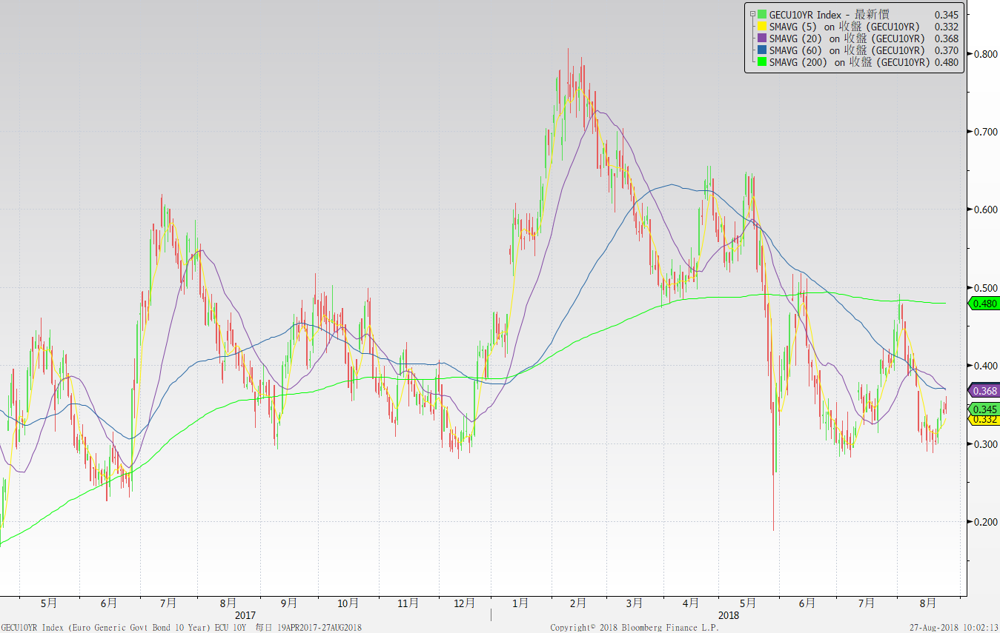 GECU10YR Index - 最新價 0.345
SMAVG (5) on 收盤 (GECU10YR) 0.332
SMAVG (20) on 收盤 (GECU10YR) 0.368
SMAVG (60) on 收盤 (GECU10YR) 0.370
SMAVG (200) on 收盤 (GECU10YR) 0.480
0.800
0.700
0.600
0.500
0.480
0.400
0.368
0.345
0.332
0.300
0.200
5月 6月 7月 8月 9月 10月 11月 12月 1月 2月 3月 4月 5月 6月 7月 8月
2017 2018
GECU10YR Index (Euro Generic Govt Bond 10 Year) ECU 10Y 每日 19APR2017-27AUG2018 Copyright© 2018 Bloomberg Finance L.P. 27-Aug-2018 10:02:13